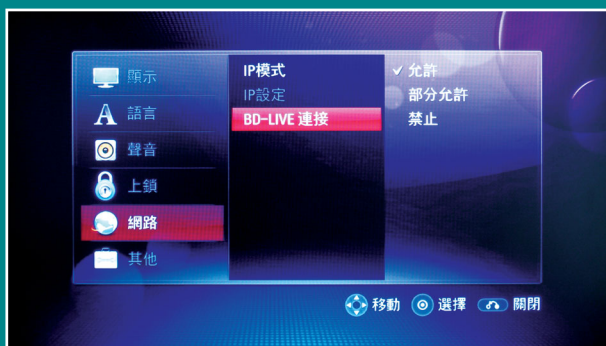 顯示
語言
聲音
上鎖
網路
其他
IP模式
IP設定
BD-LIVE 連接
允許
部分允許
禁止
移動 選擇 關閉